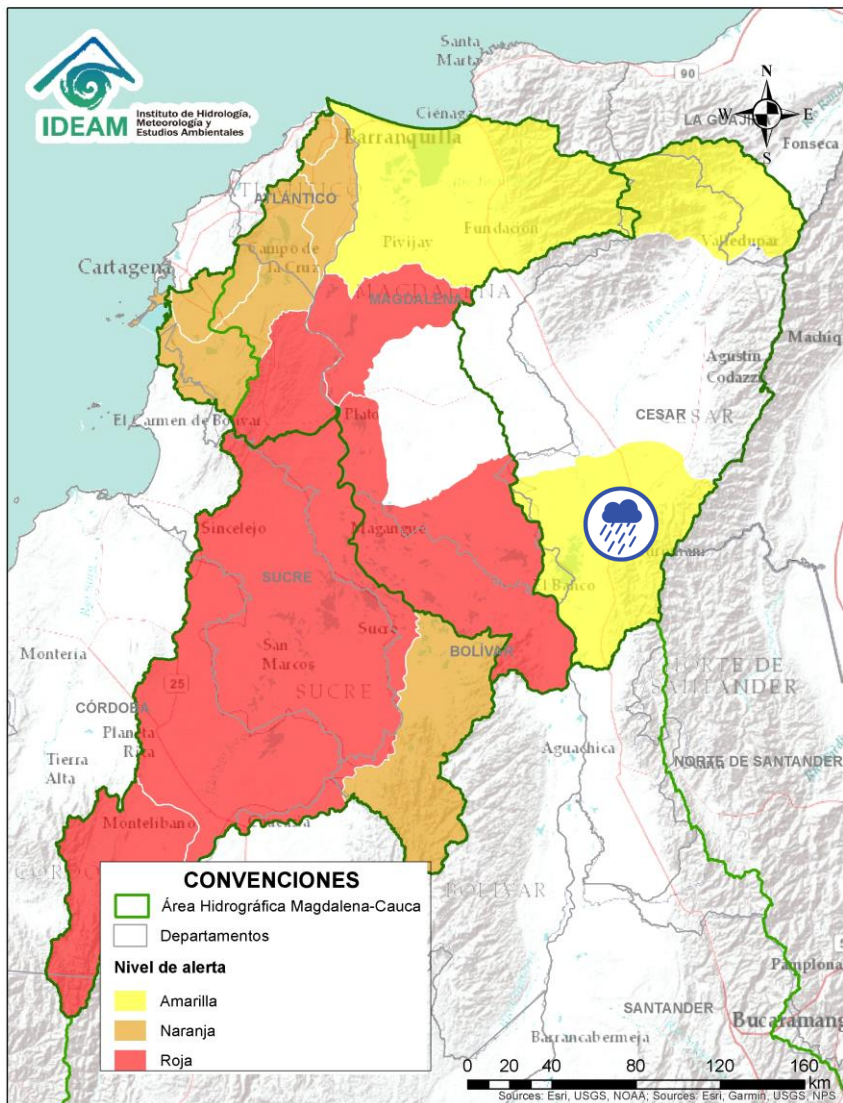 IDEAM
Instituto de Hidrología,
Meteorología y
Estudios Ambientales
Santa
Marta
90
N
W
E
S
LA GUAJI
Fonseca
Ciénaga
Barranquilla
ATLÁNTICO
Campo de
la Cruz
Pivijay
Fundación
Valledupar
Cartagena
MAGDALENA
Machiq
Agustín
Codazzi
CESAR
El Carmen de Bolívar
Plato
Sincelejo
Magangué
SUCRE
El Banco
Sucre
BOLÍVAR
San
Marcos
SUCRE
Montería
25
CÓRDOBA
Planeta
Rica
Tierra
Alta
NORTE DE
SANTANDER
Aguachica
NORTE DE SANTANDER
Montelíbano
BOLÍVAR
CONVENCIONES
Área Hidrográfica Magdalena-Cauca
Departamentos
Nivel de alerta
Amarilla
Naranja
Roja
Pamplona
SANTANDER
Bucaramang
Barrancabermeja
0 20 40 80 120 160
km
Sources: Esri, USGS, NOAA; Sources: Esri, Garmin, USGS, NPS